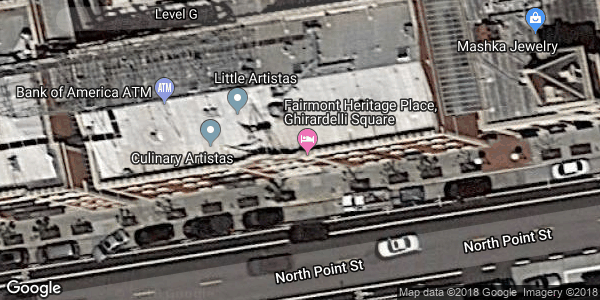 Level G
Mashka Jewelry
Little Artistas
Bank of America ATM
ATM
Fairmont Heritage Place,
Ghirardelli Square
Culinary Artistas
North Point St
North Point St
Google
Map data ©2018 Google Imagery ©2018